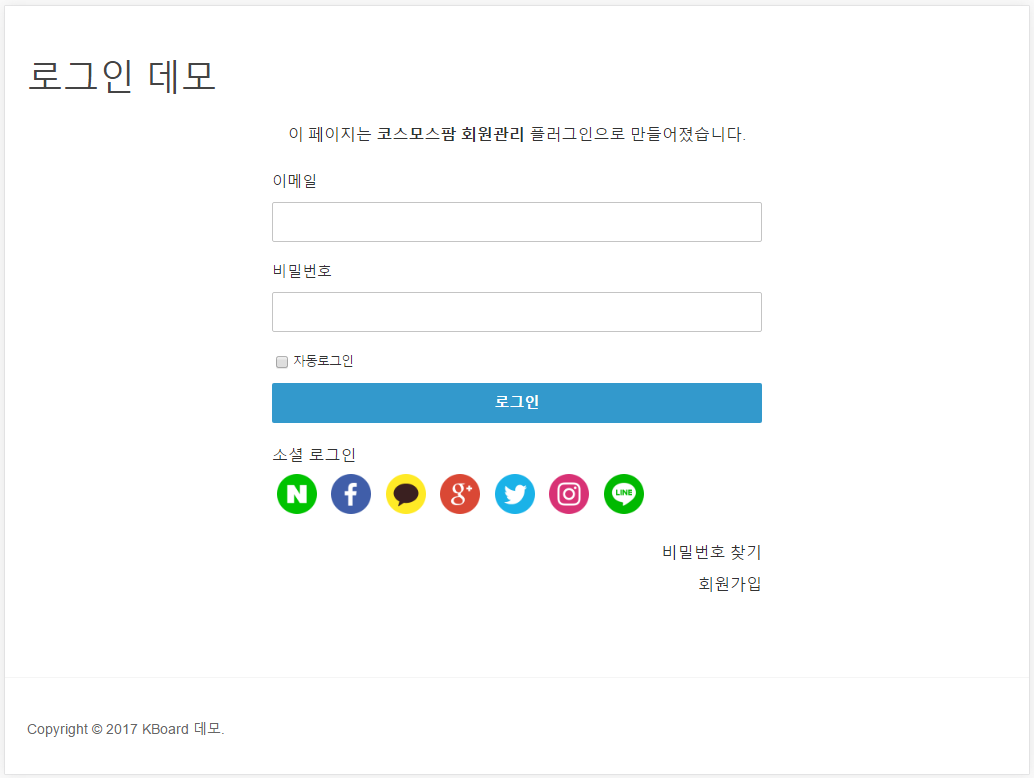 로그인 데모
이 페이지는 코스모스팜 회원관리 플러그인으로 만들어졌습니다.
이메일
비밀번호
자동로그인
로그인
소셜 로그인
N f g+ LINE
비밀번호 찾기
회원가입
Copyright © 2017 KBoard 데모.